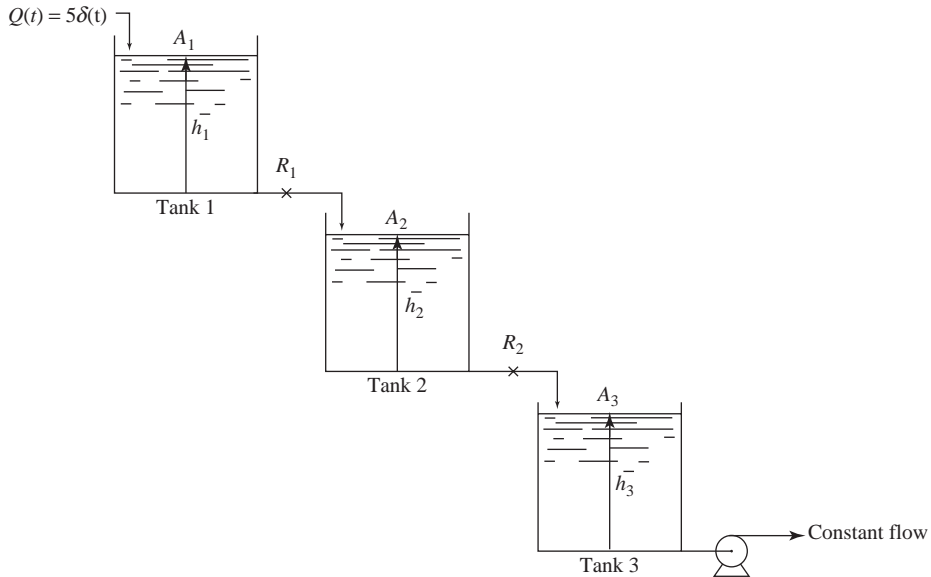 Q(t) = 5δ(t)
A₁
h₁
R₁
Tank 1
A₂
h₂
R₂
Tank 2
A₃
h₃
Constant flow
Tank 3